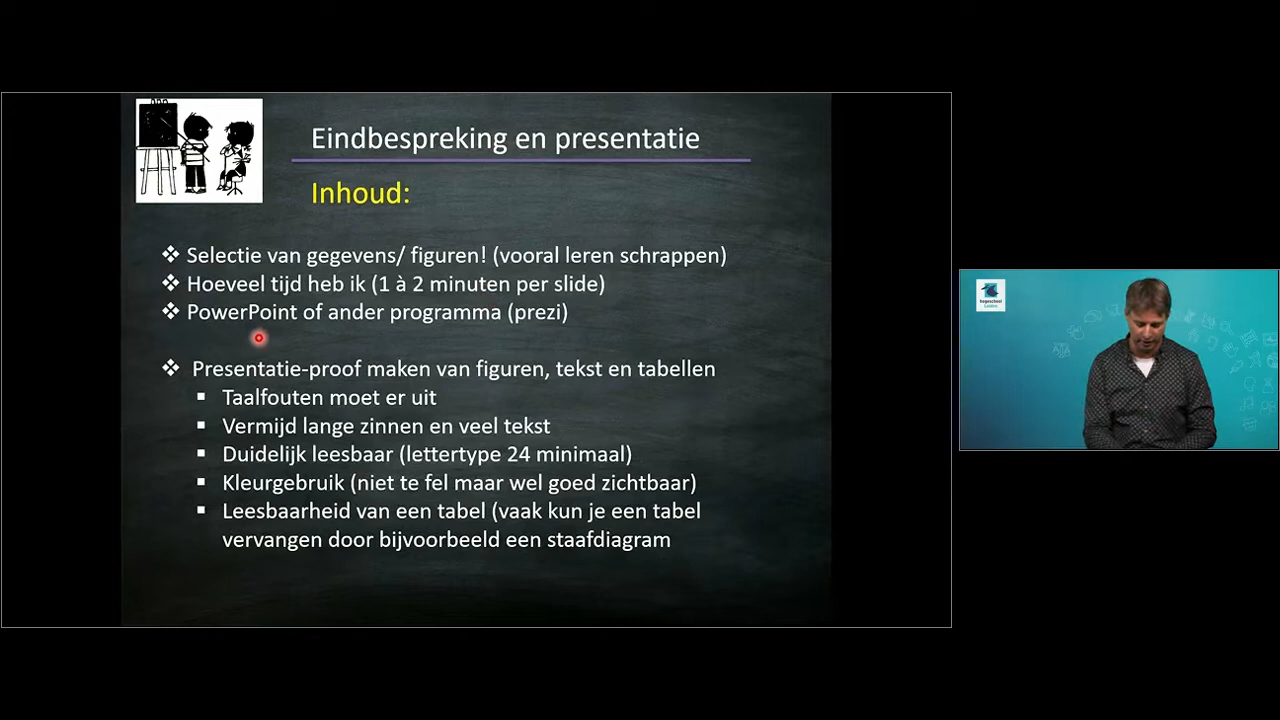 Eindbespreking en presentatie
Inhoud:
❖ Selectie van gegevens/ figuren! (vooral leren schrappen)
❖ Hoeveel tijd heb ik (1 à 2 minuten per slide)
❖ PowerPoint of ander programma (prezi)
❖ Presentatie-proof maken van figuren, tekst en tabellen
▪ Taalfouten moet er uit
▪ Vermijd lange zinnen en veel tekst
▪ Duidelijk leesbaar (lettertype 24 minimaal)
▪ Kleurgebruik (niet te fel maar wel goed zichtbaar)
▪ Leesbaarheid van een tabel (vaak kun je een tabel
vervangen door bijvoorbeeld een staafdiagram
hogeschool
Leiden